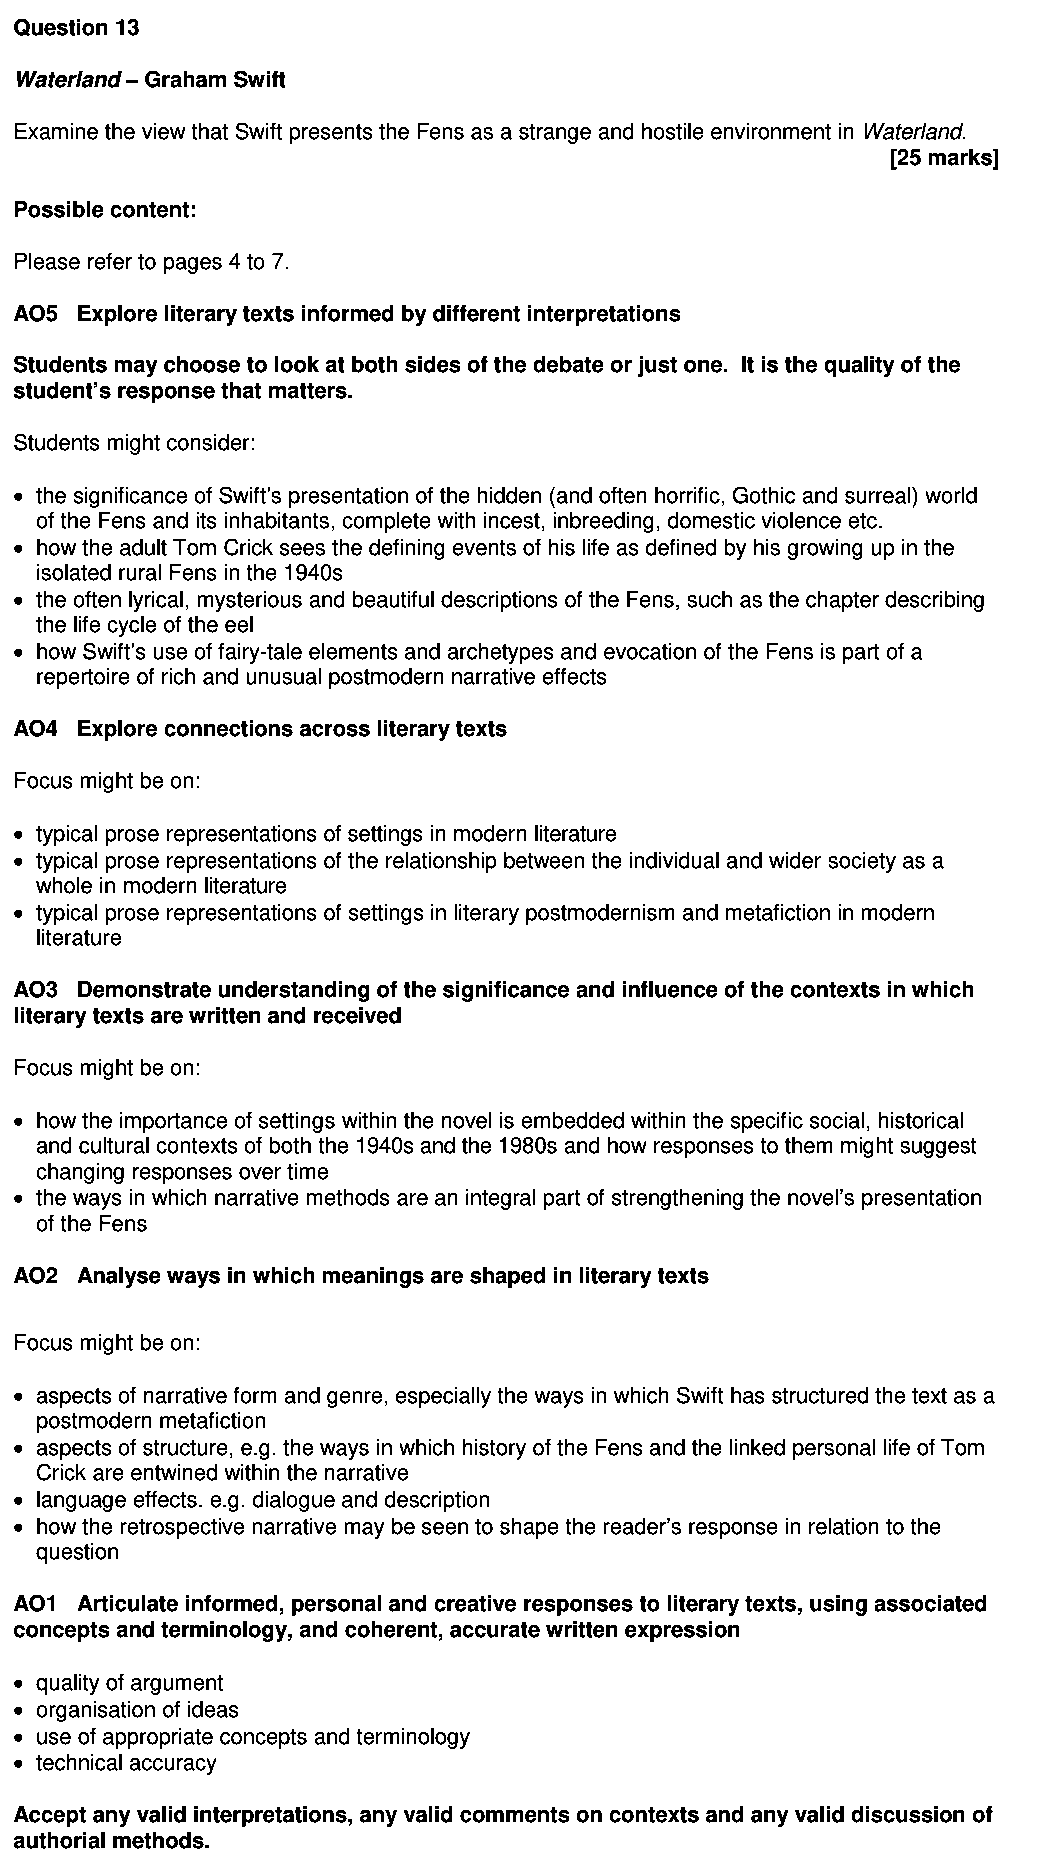 Question 13
Waterland – Graham Swift
Examine the view that Swift presents the Fens as a strange and hostile environment in Waterland.
[25 marks]
Possible content:
Please refer to pages 4 to 7.
AO5 Explore literary texts informed by different interpretations
Students may choose to look at both sides of the debate or just one. It is the quality of the
student's response that matters.
Students might consider:
• the significance of Swift's presentation of the hidden (and often horrific, Gothic and surreal) world
of the Fens and its inhabitants, complete with incest, inbreeding, domestic violence etc.
• how the adult Tom Crick sees the defining events of his life as defined by his growing up in the
isolated rural Fens in the 1940s
• the often lyrical, mysterious and beautiful descriptions of the Fens, such as the chapter describing
the life cycle of the eel
• how Swift's use of fairy-tale elements and archetypes and evocation of the Fens is part of a
repertoire of rich and unusual postmodern narrative effects
AO4 Explore connections across literary texts
Focus might be on:
• typical prose representations of settings in modern literature
• typical prose representations of the relationship between the individual and wider society as a
whole in modern literature
• typical prose representations of settings in literary postmodernism and metafiction in modern
literature
AO3 Demonstrate understanding of the significance and influence of the contexts in which
literary texts are written and received
Focus might be on:
• how the importance of settings within the novel is embedded within the specific social, historical
and cultural contexts of both the 1940s and the 1980s and how responses to them might suggest
changing responses over time
• the ways in which narrative methods are an integral part of strengthening the novel's presentation
of the Fens
AO2 Analyse ways in which meanings are shaped in literary texts
Focus might be on:
• aspects of narrative form and genre, especially the ways in which Swift has structured the text as a
postmodern metafiction
• aspects of structure, e.g. the ways in which history of the Fens and the linked personal life of Tom
Crick are entwined within the narrative
• language effects. e.g. dialogue and description
• how the retrospective narrative may be seen to shape the reader's response in relation to the
question
AO1 Articulate informed, personal and creative responses to literary texts, using associated
concepts and terminology, and coherent, accurate written expression
• quality of argument
• organisation of ideas
• use of appropriate concepts and terminology
• technical accuracy
Accept any valid interpretations, any valid comments on contexts and any valid discussion of
authorial methods.